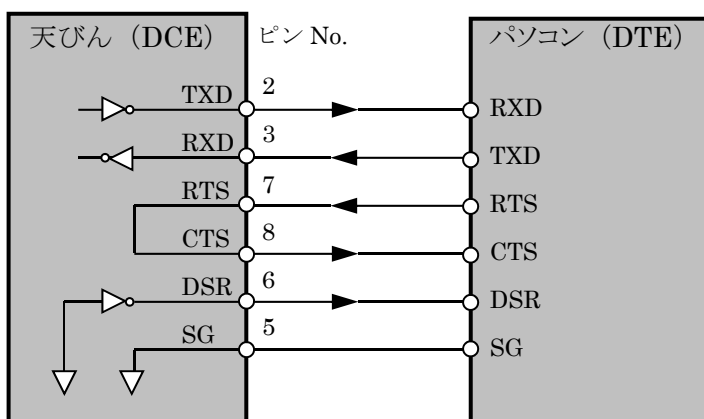 天びん（DCE） ピン No. パソコン（DTE）
TXD 2 RXD
RXD 3 TXD
RTS 7 RTS
CTS 8 CTS
DSR 6 DSR
SG 5 SG